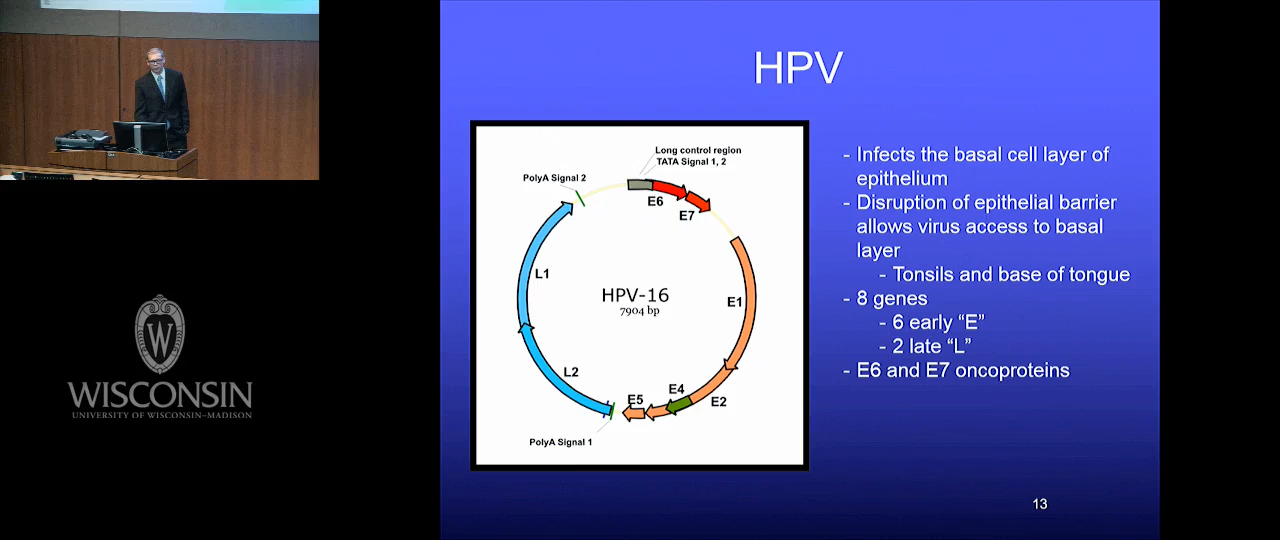 HPV
Long control region
TATA Signal 1, 2
PolyA Signal 2
E6
E7
L1
HPV-16
7904 bp
E1
L2
E4
E5
E2
PolyA Signal 1
- Infects the basal cell layer of
epithelium
- Disruption of epithelial barrier
allows virus access to basal
layer
- Tonsils and base of tongue
- 8 genes
- 6 early “E”
- 2 late “L”
- E6 and E7 oncoproteins
13
W
WISCONSIN
UNIVERSITY OF WISCONSIN–MADISON